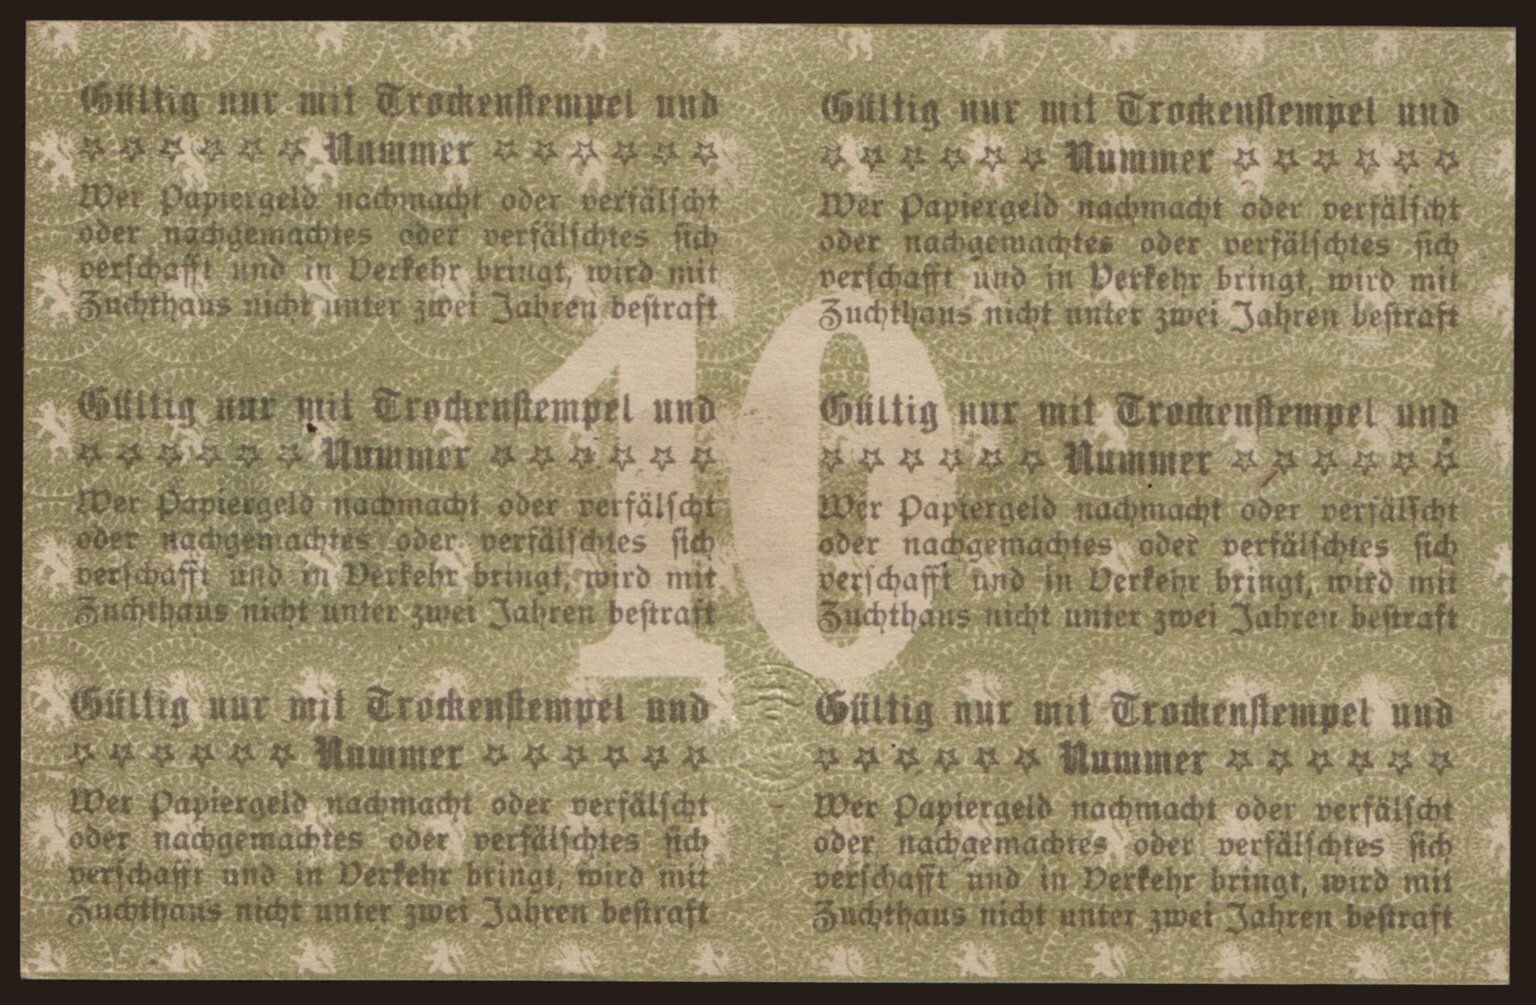 Gültig nur mit Trockenstempel und
☆ ☆ ☆ ☆ ☆ ☆ Nummer ☆ ☆ ☆ ☆ ☆ ☆
Wer Papiergeld nachmacht oder verfälscht
oder nachgemachtes oder verfälschtes sich
verschafft und in Verkehr bringt, wird mit
Zuchthaus nicht unter zwei Jahren bestraft
Gültig nur mit Trockenstempel und
☆ ☆ ☆ ☆ ☆ ☆ Nummer ☆ ☆ ☆ ☆ ☆ ☆
Wer Papiergeld nachmacht oder verfälscht
oder nachgemachtes oder verfälschtes sich
verschafft und in Verkehr bringt, wird mit
Zuchthaus nicht unter zwei Jahren bestraft
10
Gültig nur mit Trockenstempel und
☆ ☆ ☆ ☆ ☆ ☆ Nummer ☆ ☆ ☆ ☆ ☆ ☆
Wer Papiergeld nachmacht oder verfälscht
oder nachgemachtes oder verfälschtes sich
verschafft und in Verkehr bringt, wird mit
Zuchthaus nicht unter zwei Jahren bestraft
Gültig nur mit Trockenstempel und
☆ ☆ ☆ ☆ ☆ ☆ Nummer ☆ ☆ ☆ ☆ ☆ ☆
Wer Papiergeld nachmacht oder verfälscht
oder nachgemachtes oder verfälschtes sich
verschafft und in Verkehr bringt, wird mit
Zuchthaus nicht unter zwei Jahren bestraft
Gültig nur mit Trockenstempel und
☆ ☆ ☆ ☆ ☆ ☆ Nummer ☆ ☆ ☆ ☆ ☆ ☆
Wer Papiergeld nachmacht oder verfälscht
oder nachgemachtes oder verfälschtes sich
verschafft und in Verkehr bringt, wird mit
Zuchthaus nicht unter zwei Jahren bestraft
Gültig nur mit Trockenstempel und
☆ ☆ ☆ ☆ ☆ ☆ Nummer ☆ ☆ ☆ ☆ ☆ ☆
Wer Papiergeld nachmacht oder verfälscht
oder nachgemachtes oder verfälschtes sich
verschafft und in Verkehr bringt, wird mit
Zuchthaus nicht unter zwei Jahren bestraft